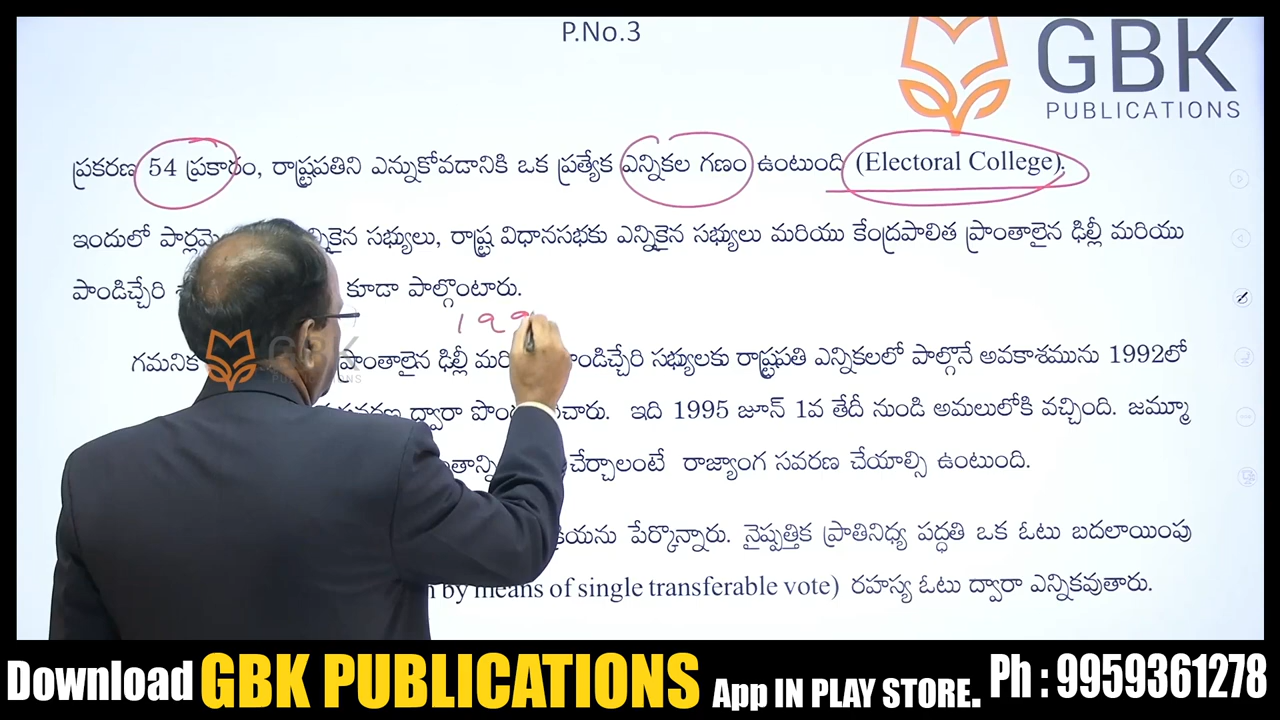 P.No.3
GBK
PUBLICATIONS
ప్రకరణ 54 ప్రకారం, రాష్ట్రపతిని ఎన్నుకోవడానికి ఒక ప్రత్యేక ఎన్నికల గణం ఉంటుంది (Electoral College).
ఇందులో సభ్యులు, రాష్ట్ర విధానసభకు ఎన్నికైన సభ్యులు మరియు కేంద్రపాలిత ప్రాంతాలైన ఢిల్లీ మరియు
పాండిచ్చేరి కూడా పాల్గొంటారు.
199
గమనిక ప్రాంతాలైన ఢిల్లీ సభ్యులకు రాష్ట్రపతి ఎన్నికలలో పాల్గొనే అవకాశమును 1992లో
ద్వారా ఇది 1995 జూన్ 1వ తేదీ నుండి అమలులోకి వచ్చింది. జమ్మూ
రాజ్యాంగ సవరణ చేయాల్సి ఉంటుంది.
పేర్కొన్నారు. నైష్పత్తిక ప్రాతినిధ్య పద్ధతి ఒక ఓటు బదలాయింపు
by means of single transferable vote) రహస్య ఓటు ద్వారా ఎన్నికవుతారు.
Download GBK PUBLICATIONS App IN PLAY STORE. Ph : 9959361278